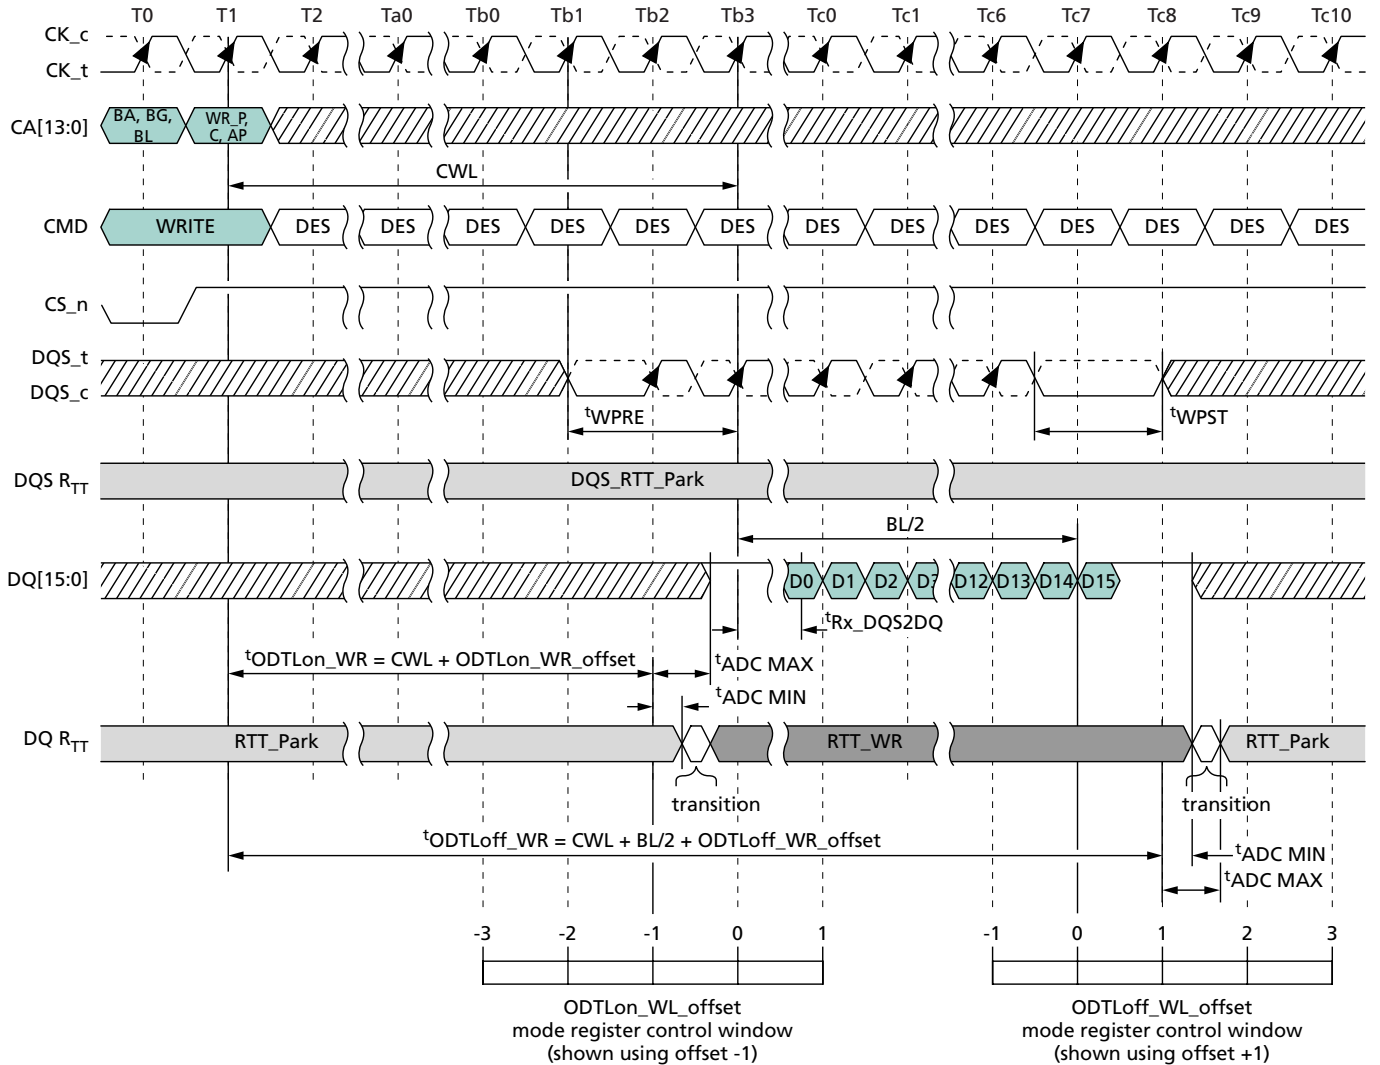 T0 T1 T2 Ta0 Tb0 Tb1 Tb2 Tb3 Tc0 Tc1 Tc6 Tc7 Tc8 Tc9 Tc10
CK_c
CK_t
CA[13:0] BA, BG, WR_P,
BL C, AP
CWL
CMD WRITE DES DES DES DES DES DES DES DES DES DES DES DES DES
CS_n
DQS_t
DQS_c
tWPRE tWPST
DQS RTT DQS_RTT_Park
BL/2
DQ[15:0] D0 D1 D2 D3 D12 D13 D14 D15
tRx_DQS2DQ
tODTLon_WR = CWL + ODTLon_WR_offset tADC MAX
tADC MIN
DQ RTT RTT_Park RTT_WR RTT_Park
transition transition
tODTLoff_WR = CWL + BL/2 + ODTLoff_WR_offset
tADC MIN
tADC MAX
-3 -2 -1 0 1 -1 0 1 2 3
ODTLon_WL_offset
mode register control window
(shown using offset -1)
ODTLoff_WL_offset
mode register control window
(shown using offset +1)